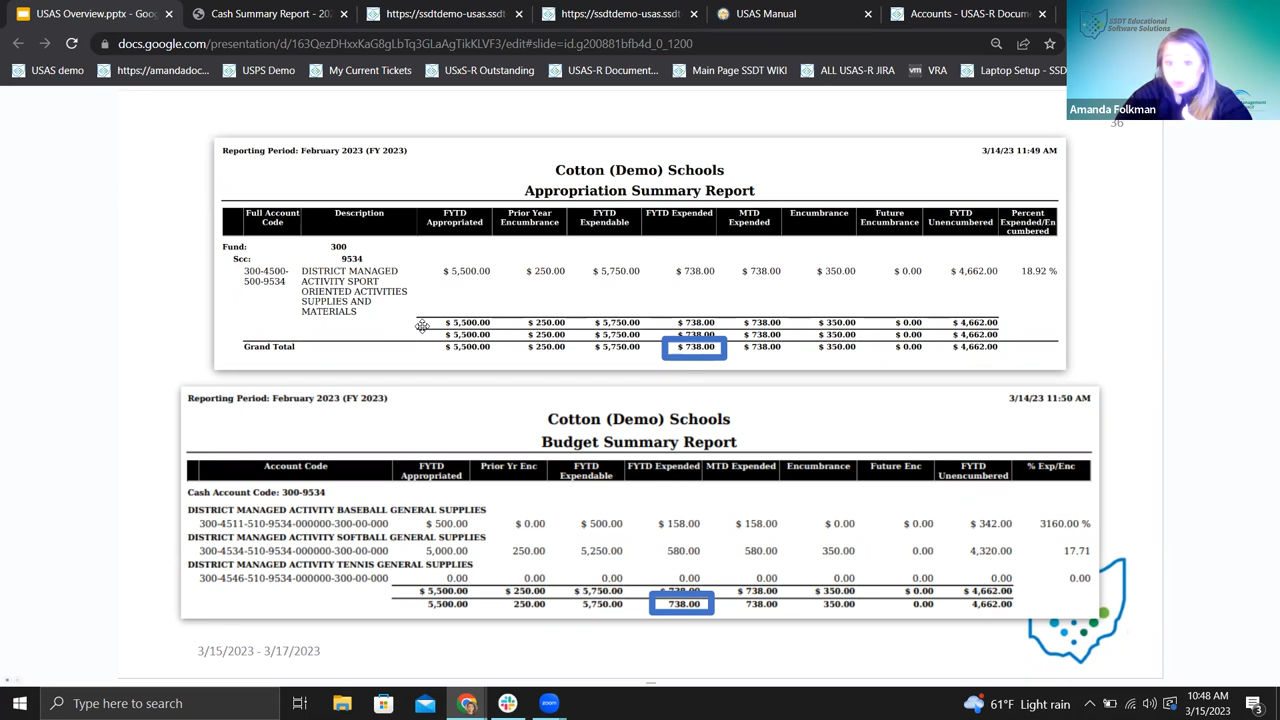 USAS demo
https://ssdt.usas.ssdt
Cotton (demo)
https://ssdtdemo-usas.ssdt
USAS Manual
Accounts - USAS-R Docum
docs.google.com/presentation/d/163QezDHxxKaG8gLbTq3GLaAgTikKLVF3/edit#slide=id.g200881bfb4d_0_1200
USAS demo https://amandadoc... USPS Demo My Current Tickets USxS Outstanding USAS-R Document... Main Page SSDT WIKI ALL USAS-R JIRA vm VRA Laptop Setup - SSD
SSDT Educational
Software Solutions
Amanda Folkman
36
Reporting Period: February 2023 (FY 2023) 3/14/23 11:49 AM
Cotton (Demo) Schools
Appropriation Summary Report
Full Account Code Description FYTD Appropriated Prior Year Encumbrance FYTD Expendable FYTD Expended MTD Expended Encumbrance Future Encumbrance FYTD Unencumbered Percent Expended/Encumbered
Fund: 300
Scc: 9534
300-4500- DISTRICT MANAGED $ 5,500.00 $ 250.00 $ 5,750.00 $ 738.00 $ 738.00 $ 350.00 $ 0.00 $ 4,662.00 18.92 %
500-9534 ACTIVITY SPORT
ORIENTED ACTIVITIES
SUPPLIES AND
MATERIALS
$ 5,500.00 $ 250.00 $ 5,750.00 $ 738.00 $ 738.00 $ 350.00 $ 0.00 $ 4,662.00
$ 5,500.00 $ 250.00 $ 5,750.00 $ 738.00 $ 738.00 $ 350.00 $ 0.00 $ 4,662.00
Grand Total $ 5,500.00 $ 250.00 $ 5,750.00 $ 738.00 $ 738.00 $ 350.00 $ 0.00 $ 4,662.00
Reporting Period: February 2023 (FY 2023) 3/14/23 11:50 AM
Cotton (Demo) Schools
Budget Summary Report
Account Code FYTD Appropriated Prior Yr Enc FYTD Expendable FYTD Expended MTD Expended Encumbrance Future Enc FYTD Unencumbered % Exp/Enc
Cash Account Code: 300-9534
DISTRICT MANAGED ACTIVITY BASEBALL GENERAL SUPPLIES
300-4511-510-9534-000000-300-00-000 $ 500.00 $ 0.00 $ 500.00 $ 158.00 $ 158.00 $ 0.00 $ 0.00 $ 342.00 3160.00 %
DISTRICT MANAGED ACTIVITY SOFTBALL GENERAL SUPPLIES
300-4534-510-9534-000000-300-00-000 5,000.00 250.00 5,250.00 580.00 580.00 350.00 0.00 4,320.00 17.71
DISTRICT MANAGED ACTIVITY TENNIS GENERAL SUPPLIES
300-4546-510-9534-000000-300-00-000 0.00 0.00 0.00 0.00 0.00 0.00 0.00 0.00 0.00
$ 5,500.00 $ 250.00 $ 5,750.00 $ 738.00 $ 738.00 $ 350.00 $ 0.00 $ 4,662.00
5,500.00 250.00 5,750.00 738.00 738.00 350.00 0.00 4,662.00
3/15/2023 - 3/17/2023
Type here to search
zoom
61°F Light rain
10:48 AM
3/15/2023
3